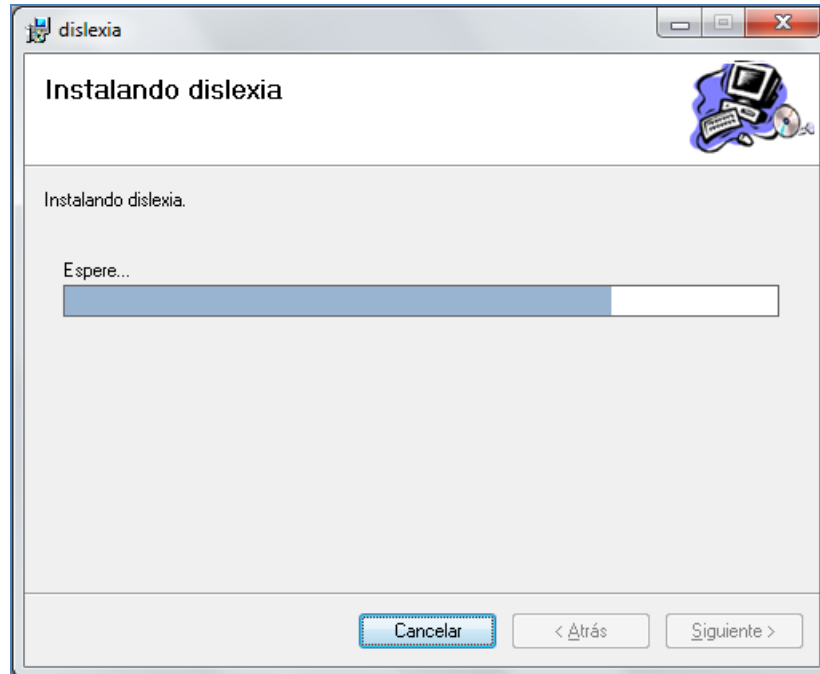 dislexia
Instalando dislexia
Instalando dislexia.
Espere...
Cancelar
< Atrás
Siguiente >